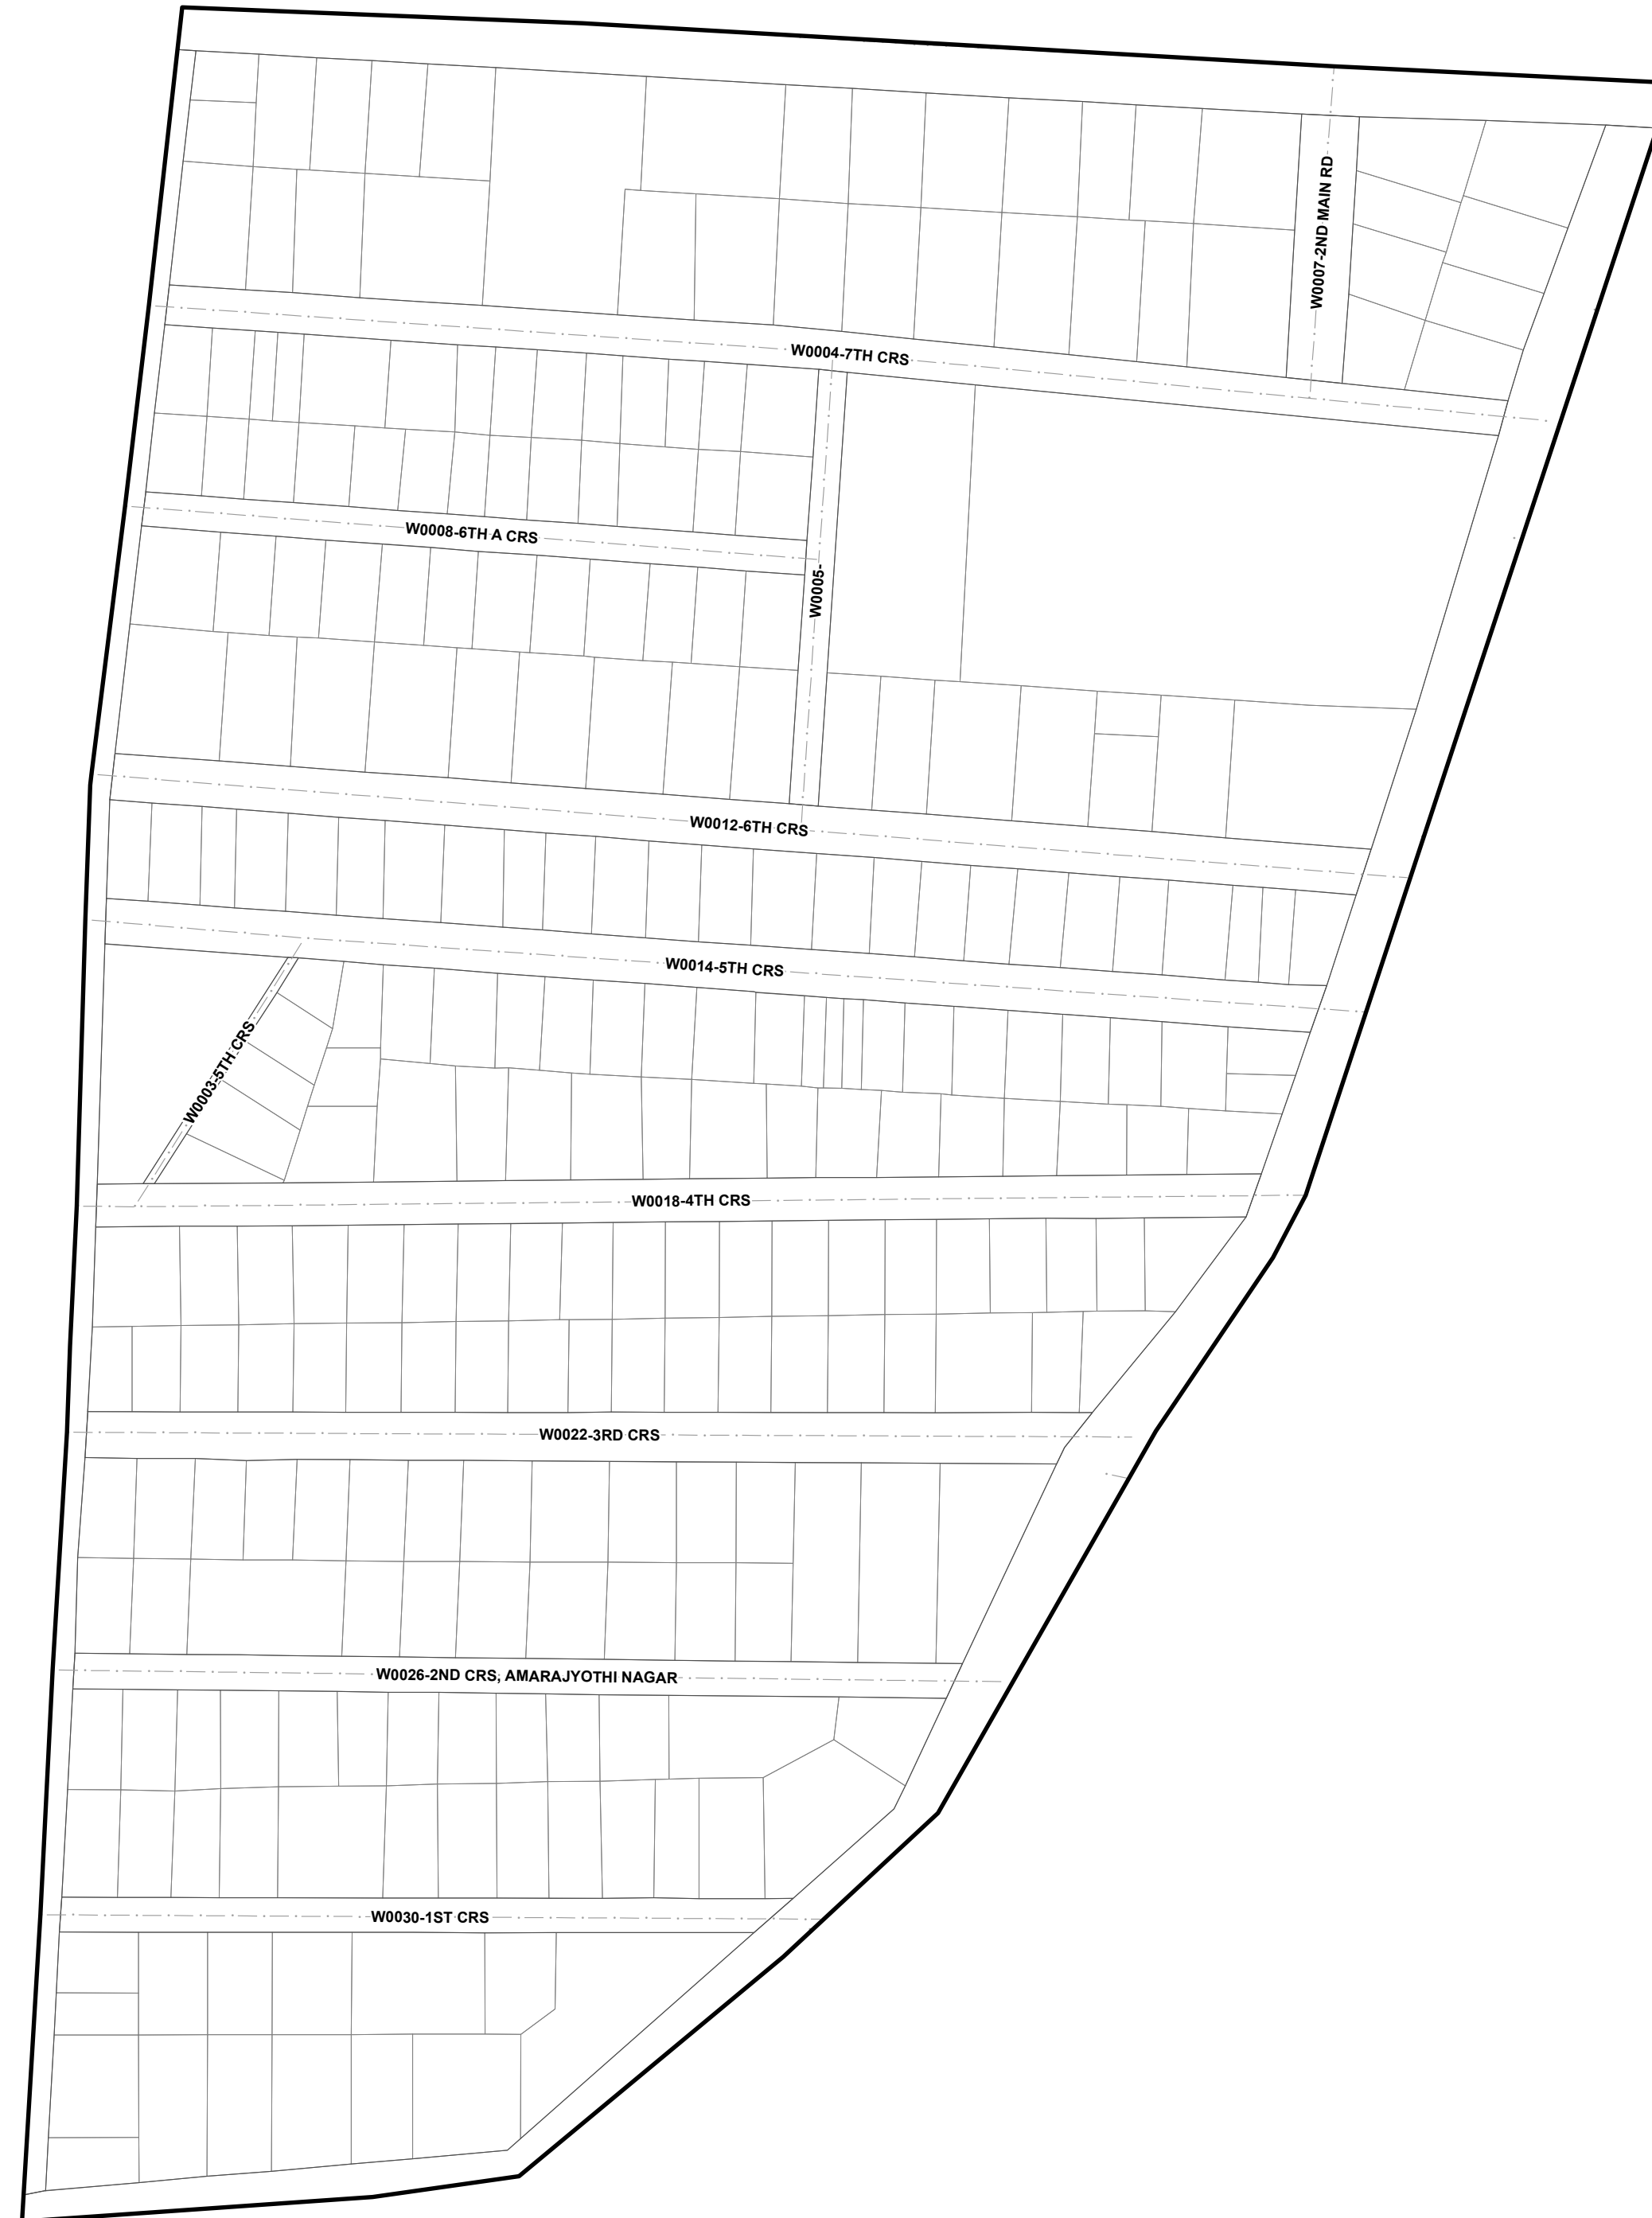 W0007-2ND MAIN RD
W0004-7TH CRS
W0008-6TH A CRS
W0005-
W0012-6TH CRS
W0014-5TH CRS
W0003-5TH CRS
W0018-4TH CRS
W0022-3RD CRS
W0026-2ND CRS, AMARAJYOTHI NAGAR
W0030-1ST CRS